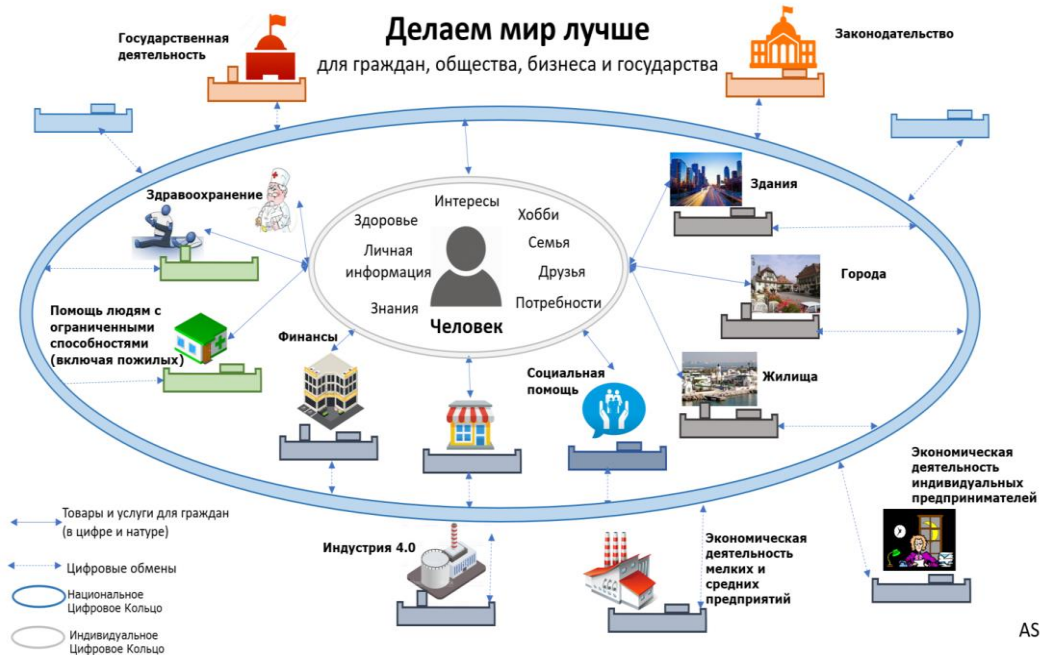 Делаем мир лучше
для граждан, общества, бизнеса и государства
Государственная
деятельность
Законодательство
Здравоохранение
Интересы
Здоровье
Хобби
Личная
информация
Семья
Друзья
Знания
Потребности
Человек
Здания
Города
Жилища
Помощь людям с
ограниченными
способностями
(включая пожилых)
Финансы
Социальная
помощь
Экономическая
деятельность
индивидуальных
предпринимателей
Индустрия 4.0
Экономическая
деятельность
мелких и
средних
предприятий
Товары и услуги для граждан
(в цифре и натуре)
Цифровые обмены
Национальное
Цифровое Кольцо
Индивидуальное
Цифровое Кольцо
AS